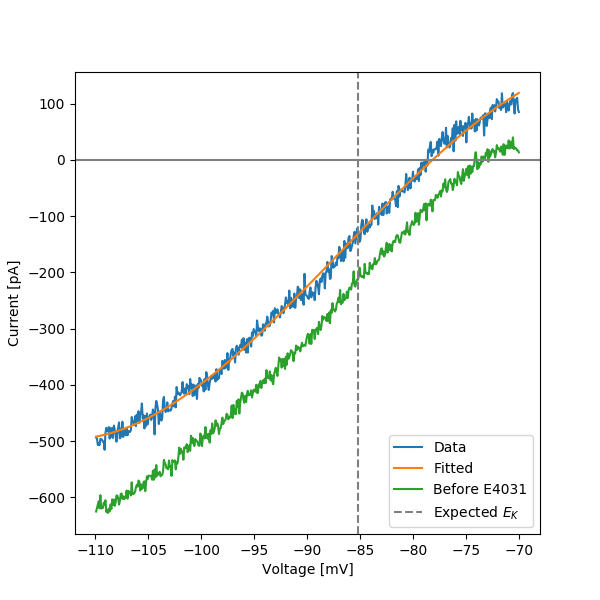 Current [pA]
100
0
−100
−200
−300
−400
−500
−600
−110
−105
−100
−95
−90
−85
−80
−75
−70
Voltage [mV]
Data
Fitted
Before E4031
Expected E_K